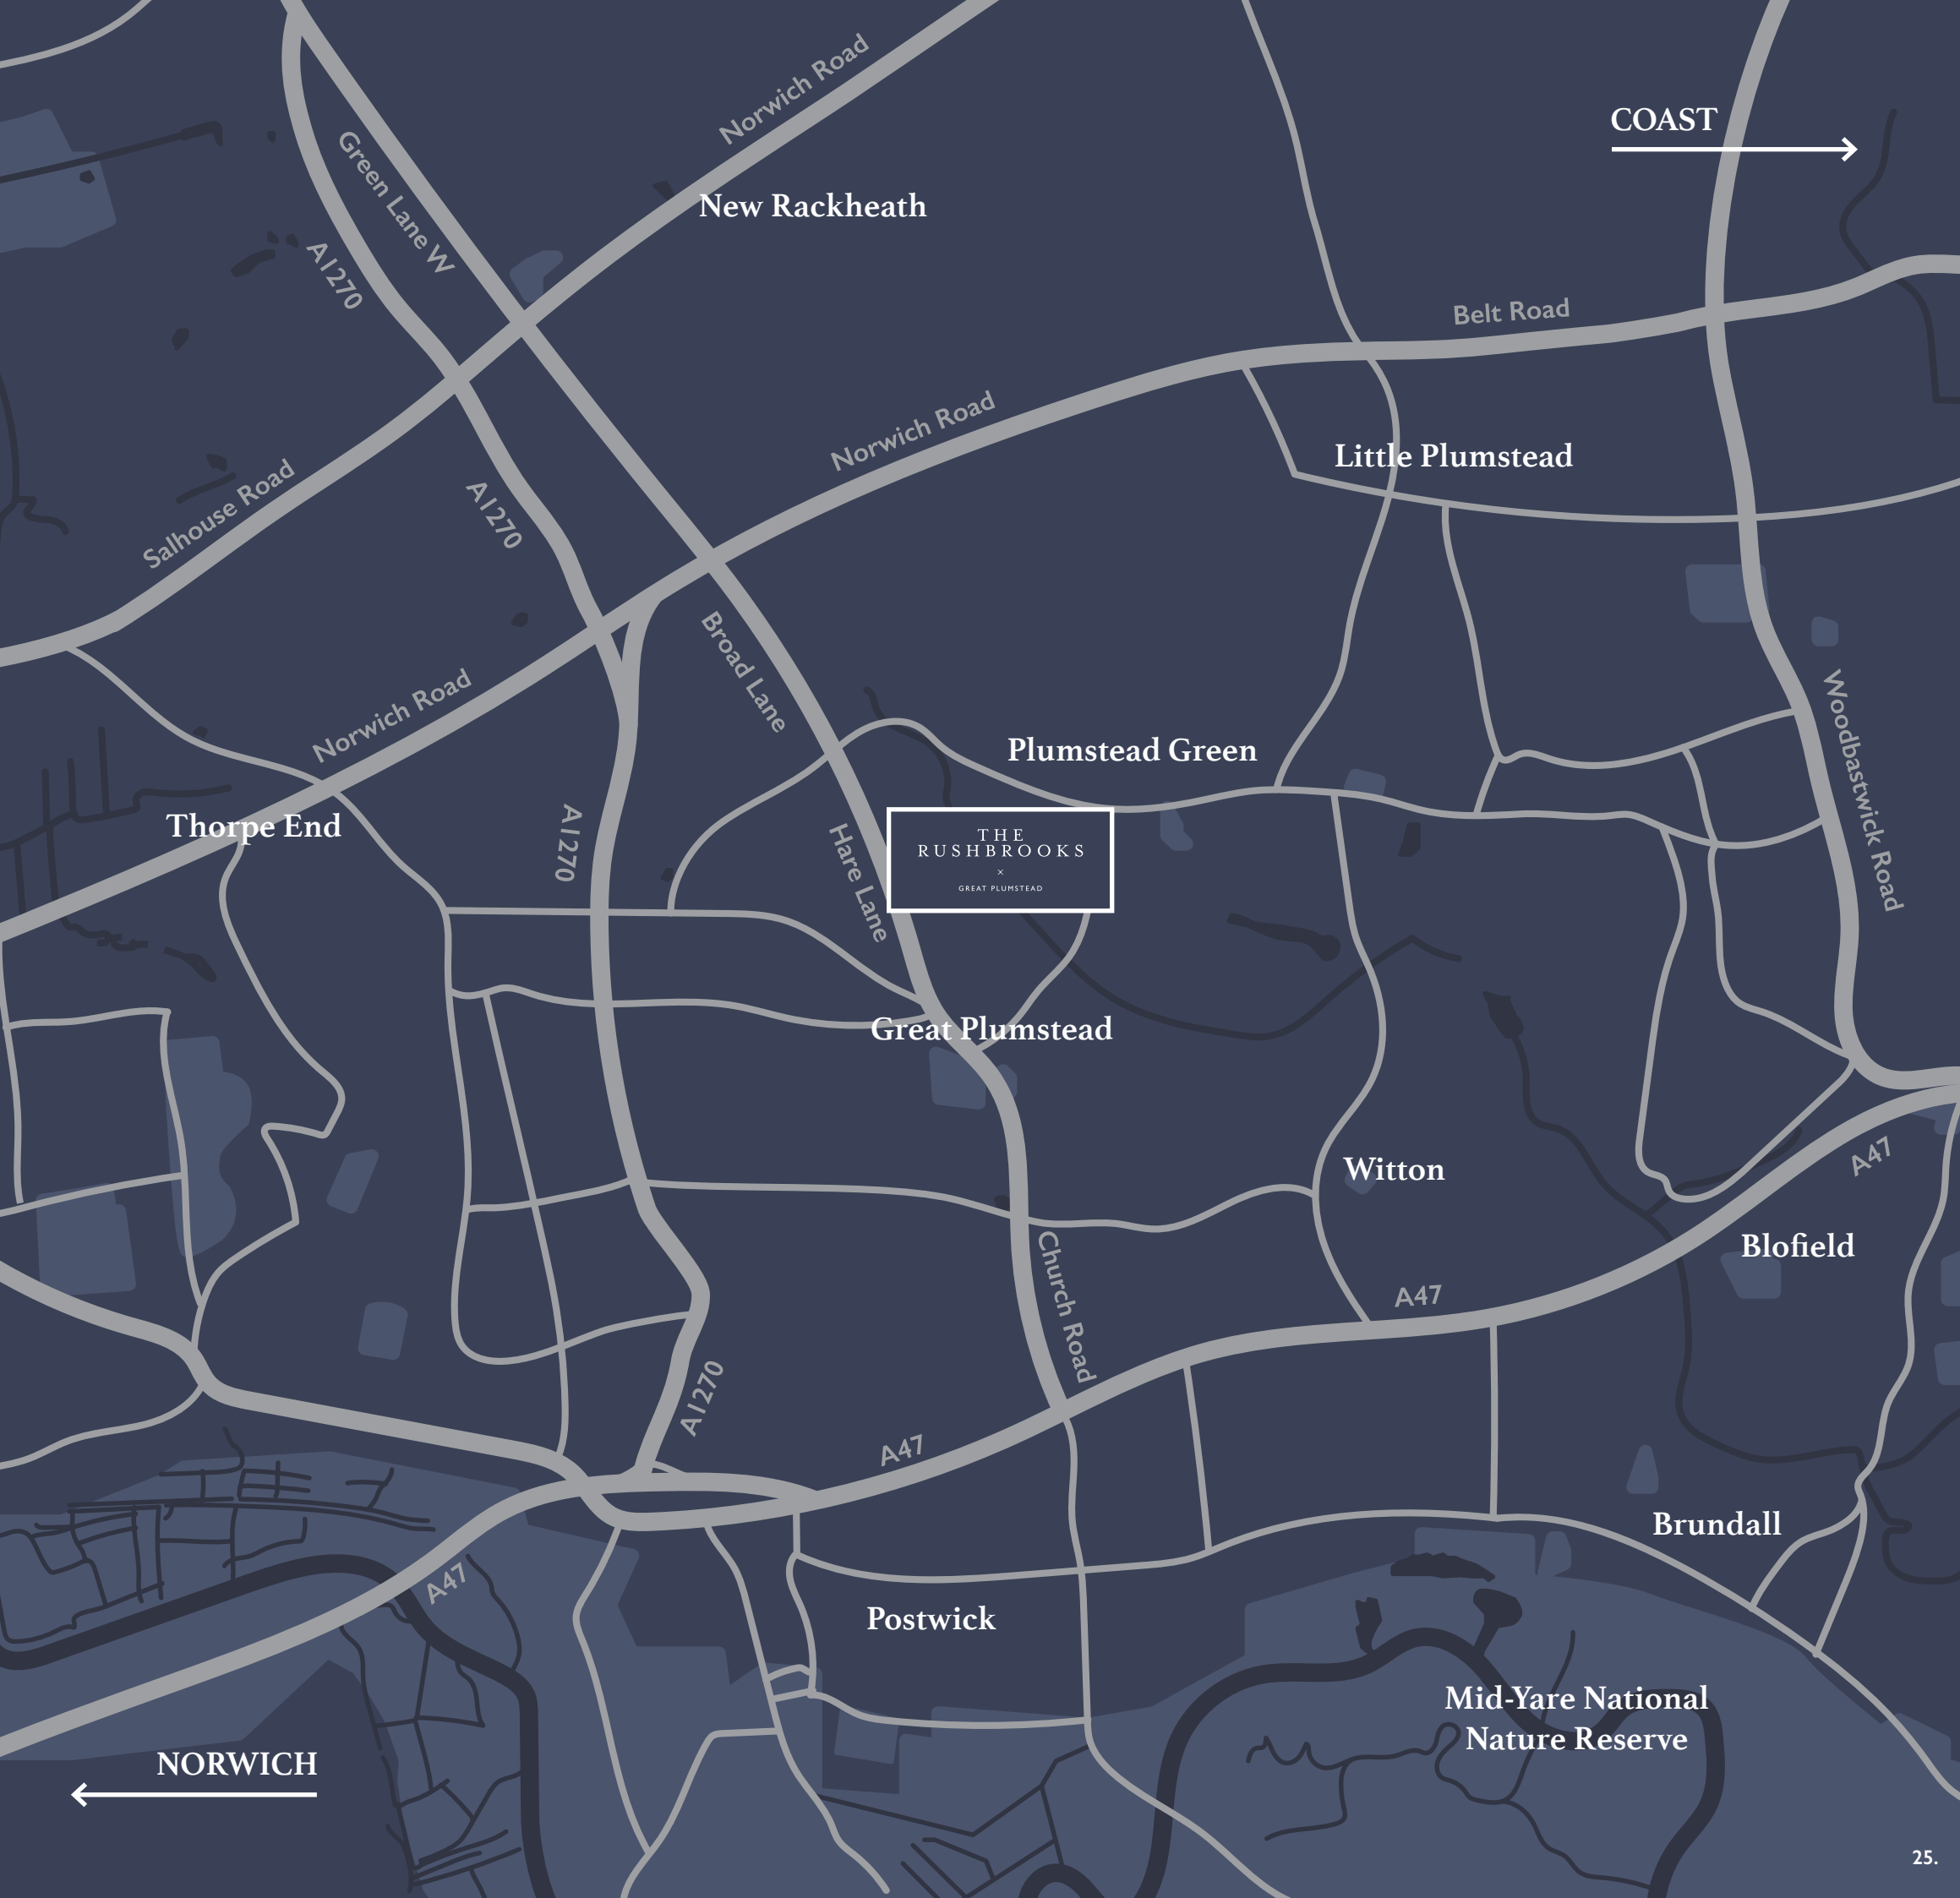 Norwich Road
COAST
Green Lane W
New Rackheath
A1270
Belt Road
Norwich Road
Little Plumstead
Salhouse Road
A1270
Broad Lane
Norwich Road
Woodbastwick Road
Plumstead Green
Thorpe End
A1270
Hare Lane
THE
RUSHBROOKS
×
GREAT PLUMSTEAD
Great Plumstead
Witton
A47
Blofield
Church Road
A47
A1270
A47
Brundall
A47
Postwick
Mid-Yare National
Nature Reserve
NORWICH
25.